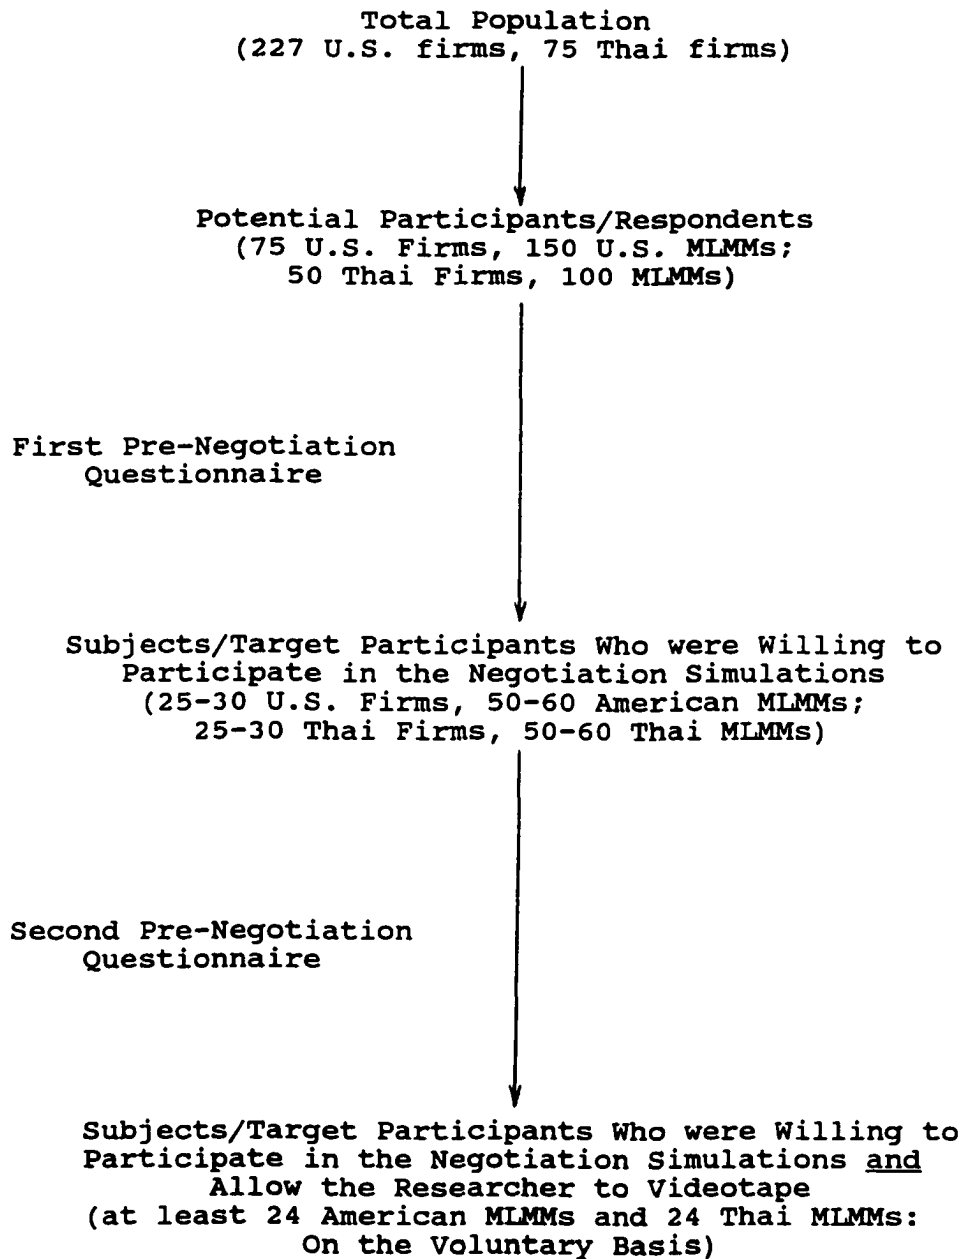 Total Population
(227 U.S. firms, 75 Thai firms)
Potential Participants/Respondents
(75 U.S. Firms, 150 U.S. MLMMs;
50 Thai Firms, 100 MLMMs)
First Pre-Negotiation
Questionnaire
Subjects/Target Participants Who were Willing to
Participate in the Negotiation Simulations
(25-30 U.S. Firms, 50-60 American MLMMs;
25-30 Thai Firms, 50-60 Thai MLMMs)
Second Pre-Negotiation
Questionnaire
Subjects/Target Participants Who were Willing to
Participate in the Negotiation Simulations and
Allow the Researcher to Videotape
(at least 24 American MLMMs and 24 Thai MLMMs:
On the Voluntary Basis)